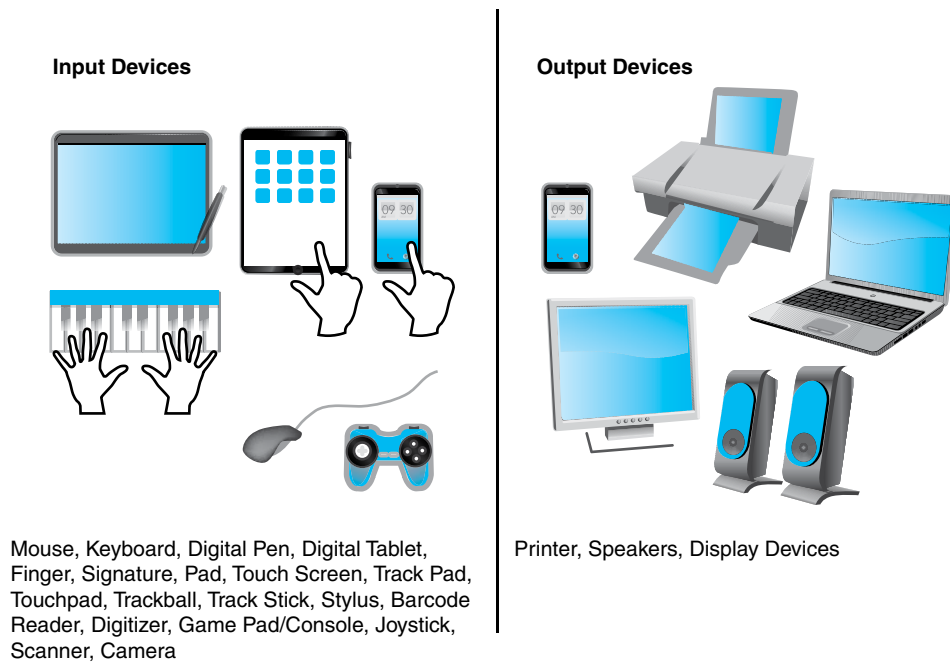 Input Devices
Output Devices
09 30
09 30
Mouse, Keyboard, Digital Pen, Digital Tablet,
Finger, Signature, Pad, Touch Screen, Track Pad,
Touchpad, Trackball, Track Stick, Stylus, Barcode
Reader, Digitizer, Game Pad/Console, Joystick,
Scanner, Camera
Printer, Speakers, Display Devices